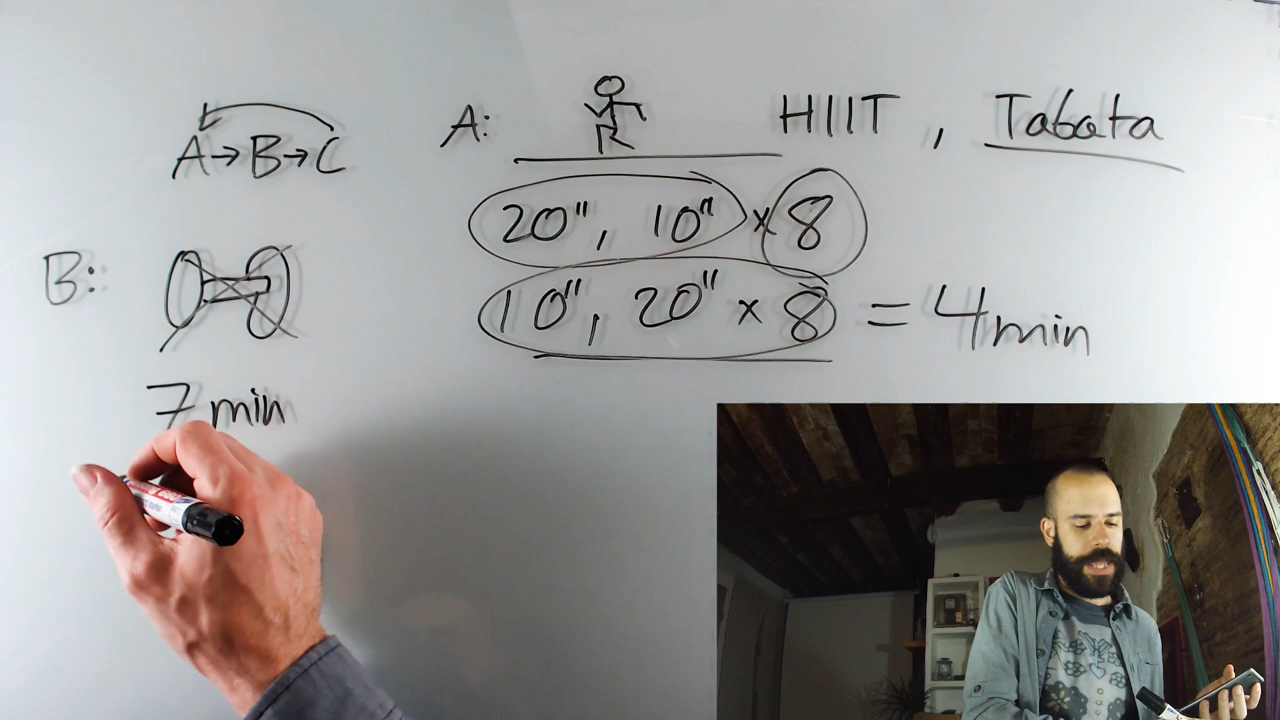 A→B→C
A:
HIIT, Tabata
20", 10" x 8
10", 20" x 8 = 4min
B:
7 min